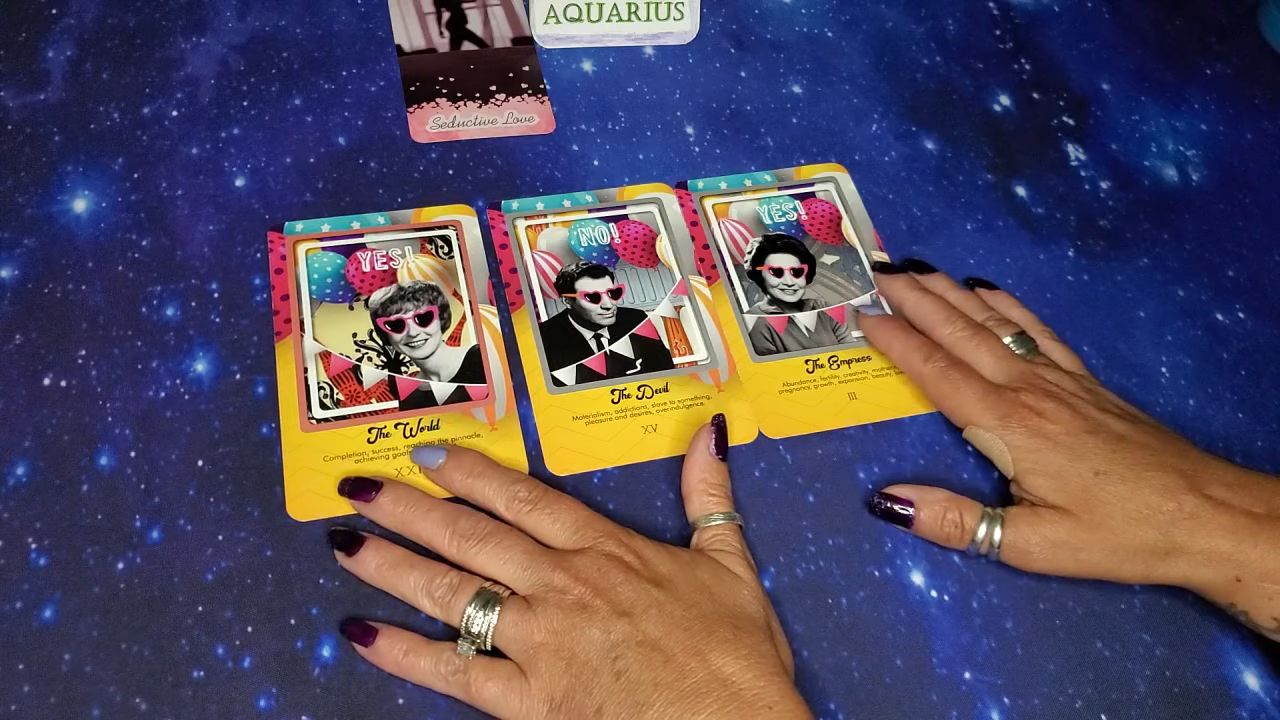 AQUARIUS
Seductive Love
YES!
The World
Completion, success, reaching the pinnacle,
achieving
XXI
NO!
The Devil
Materialism, addictions, slave to something,
pleasure and desires, overindulgence.
XV
YES!
The Empress
Abundance, fertility, creativity,
pregnancy, growth, expansion, beauty,
III